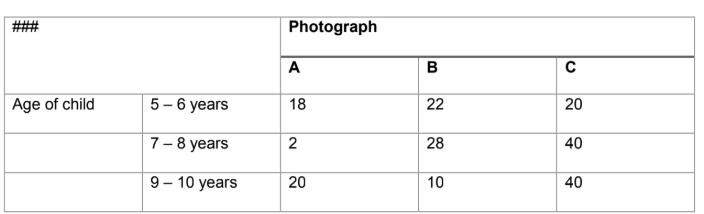 ### Photograph
A B C
Age of child 5 – 6 years 18 22 20
7 – 8 years 2 28 40
9 – 10 years 20 10 40